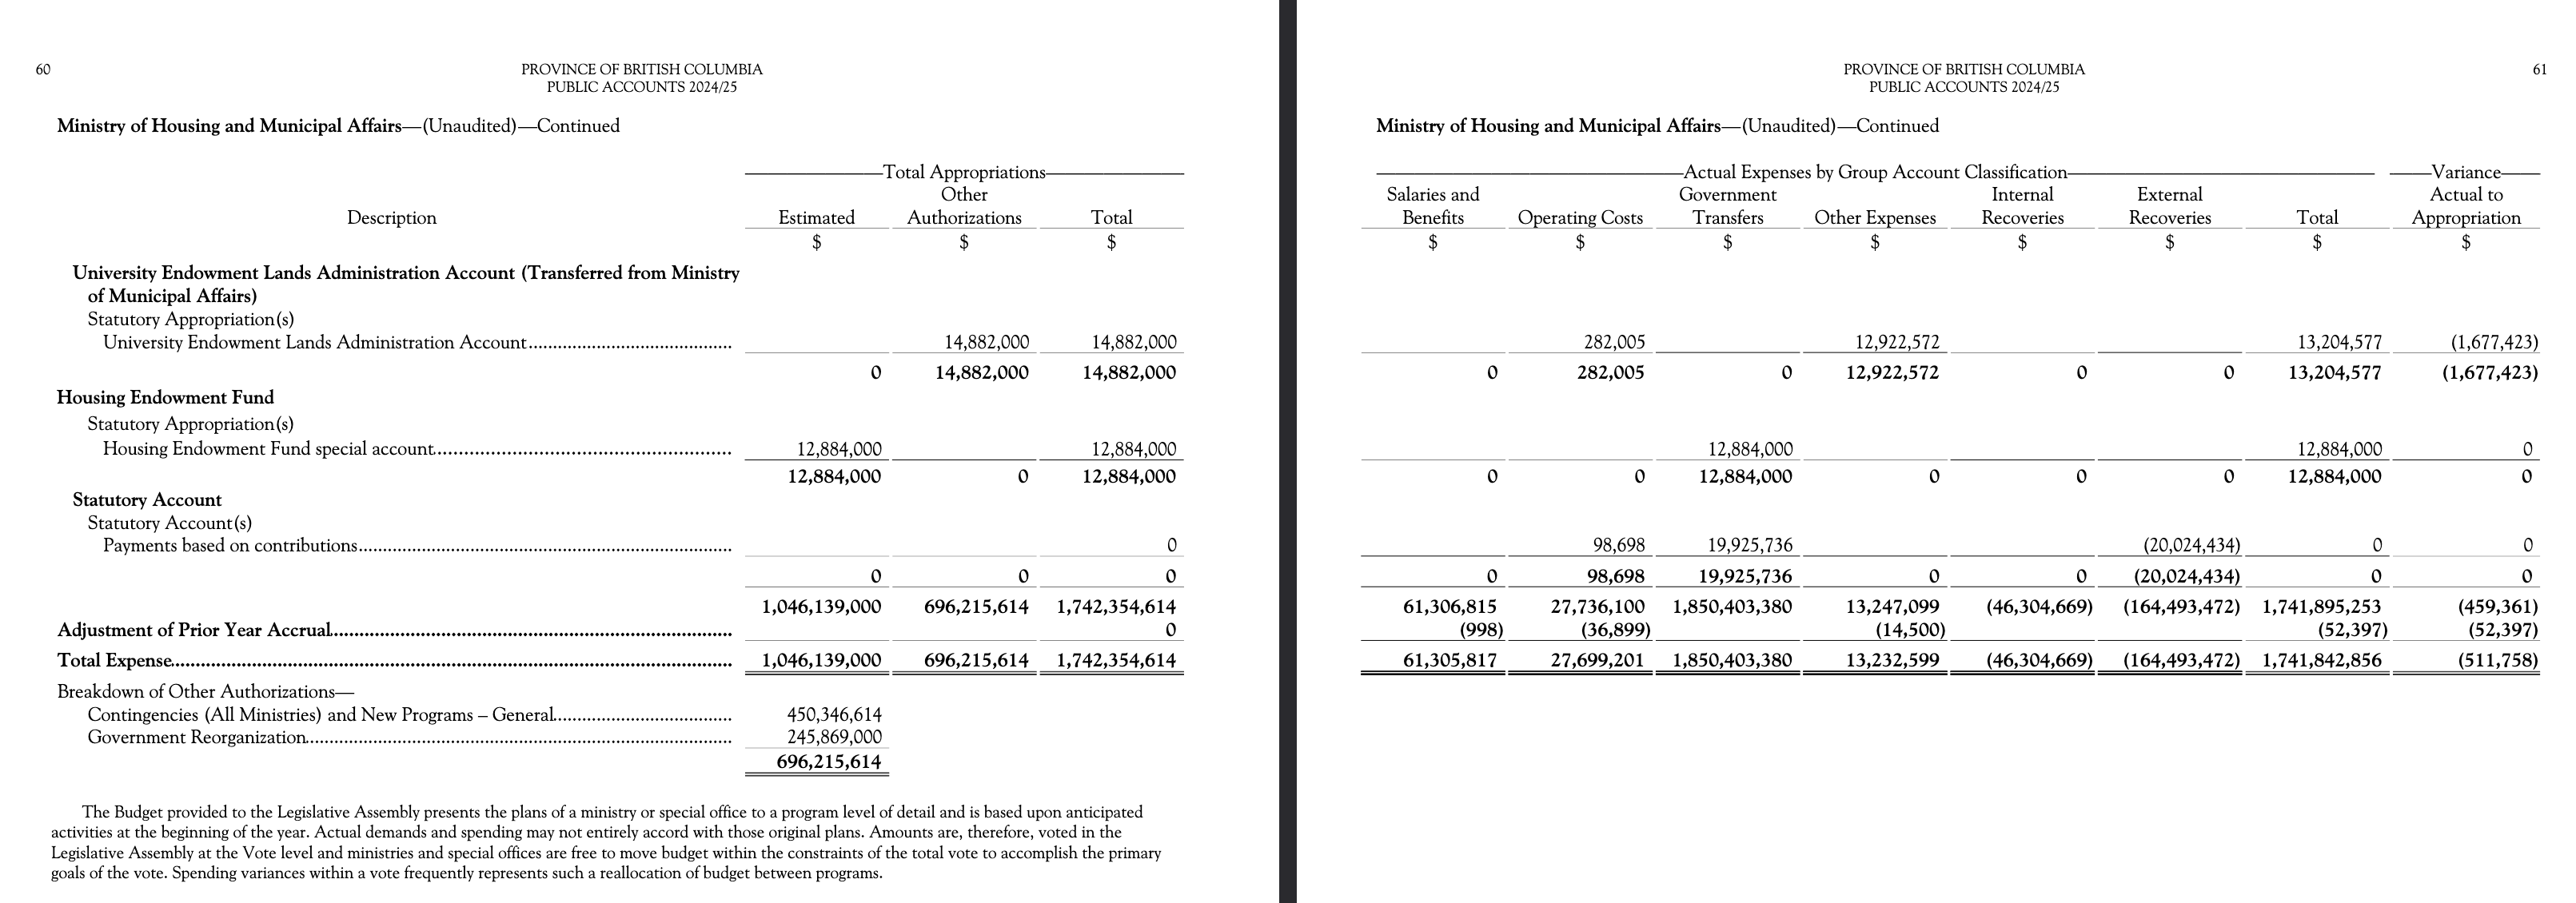 60
PROVINCE OF BRITISH COLUMBIA
PUBLIC ACCOUNTS 2024/25
Ministry of Housing and Municipal Affairs—(Unaudited)—Continued
Total Appropriations
Other
Description Estimated Authorizations Total
$ $ $
University Endowment Lands Administration Account (Transferred from Ministry
of Municipal Affairs)
Statutory Appropriation(s)
University Endowment Lands Administration Account 14,882,000 14,882,000
0 14,882,000 14,882,000
Housing Endowment Fund
Statutory Appropriation(s)
Housing Endowment Fund special account 12,884,000 12,884,000
12,884,000 0 12,884,000
Statutory Account
Statutory Account(s)
Payments based on contributions 0
0 0 0
1,046,139,000 696,215,614 1,742,354,614
Adjustment of Prior Year Accrual 0
Total Expense 1,046,139,000 696,215,614 1,742,354,614
Breakdown of Other Authorizations—
Contingencies (All Ministries) and New Programs – General 450,346,614
Government Reorganization 245,869,000
696,215,614
The Budget provided to the Legislative Assembly presents the plans of a ministry or special office to a program level of detail and is based upon anticipated
activities at the beginning of the year. Actual demands and spending may not entirely accord with those original plans. Amounts are, therefore, voted in the
Legislative Assembly at the Vote level and ministries and special offices are free to move budget within the constraints of the total vote to accomplish the primary
goals of the vote. Spending variances within a vote frequently represents such a reallocation of budget between programs.
PROVINCE OF BRITISH COLUMBIA
PUBLIC ACCOUNTS 2024/25
61
Ministry of Housing and Municipal Affairs—(Unaudited)—Continued
Actual Expenses by Group Account Classification Variance
Salaries and Government Internal External Actual to
Benefits Operating Costs Transfers Other Expenses Recoveries Recoveries Total Appropriation
$ $ $ $ $ $ $ $
282,005 12,922,572 13,204,577 (1,677,423)
0 282,005 0 12,922,572 0 0 13,204,577 (1,677,423)
12,884,000 12,884,000 0
0 0 12,884,000 0 0 0 12,884,000 0
98,698 19,925,736 (20,024,434) 0 0
0 98,698 19,925,736 0 0 (20,024,434) 0 0
61,306,815 27,736,100 1,850,403,380 13,247,099 (46,304,669) (164,493,472) 1,741,895,253 (459,361)
(998) (36,899) (14,500) (52,397) (52,397)
61,305,817 27,699,201 1,850,403,380 13,232,599 (46,304,669) (164,493,472) 1,741,842,856 (511,758)